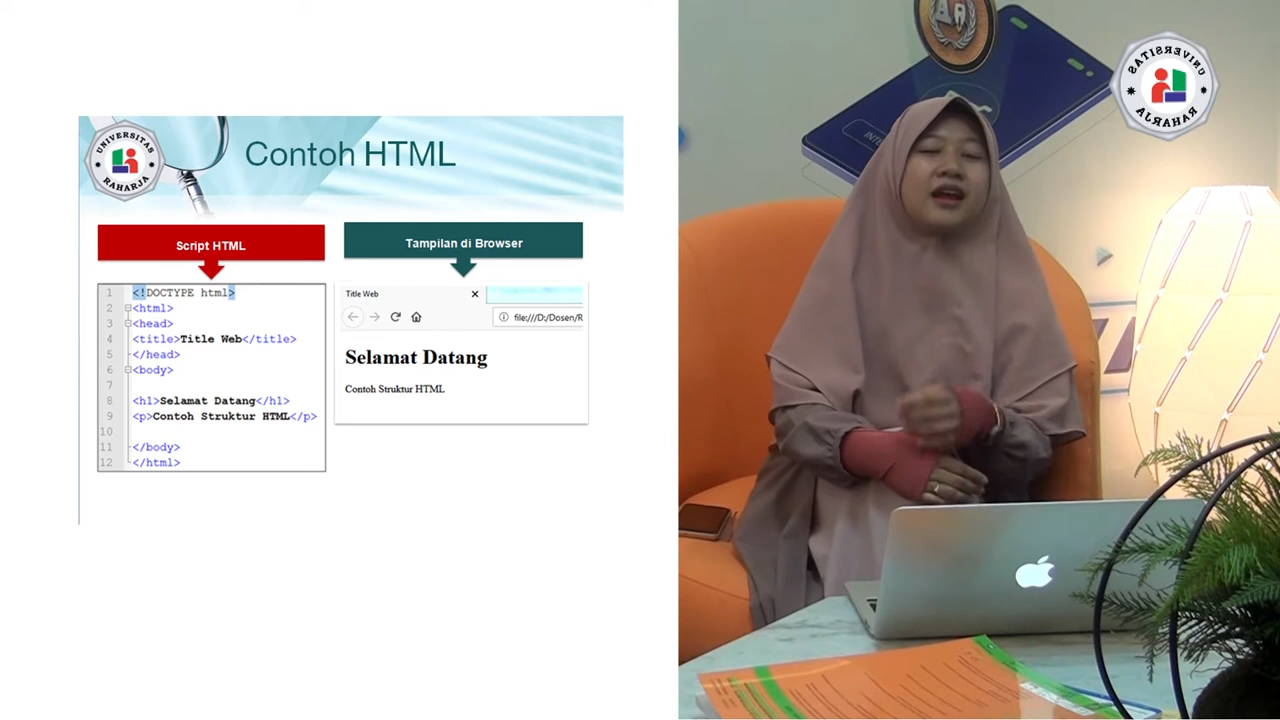 UNIVERSITAS
RAHARJA
Contoh HTML
Script HTML
Tampilan di Browser
1 <!DOCTYPE html>
2 <html>
3 <head>
4 <title>Title Web</title>
5 </head>
6 <body>
7
8 <h1>Selamat Datang</h1>
9 <p>Contoh Struktur HTML</p>
10
11 </body>
12 </html>
Title Web
file:///D:/Dosen/R
Selamat Datang
Contoh Struktur HTML
UNIVERSITAS
RAHARJA